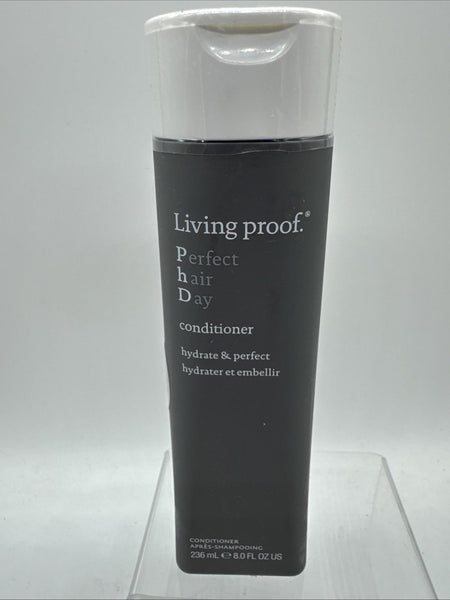 Living proof.®
Perfect
hair
Day
conditioner
hydrate & perfect
hydrater et embellir
CONDITIONER
APRÈS-SHAMPOOING
236 mL ℮ 8.0 FL OZ US